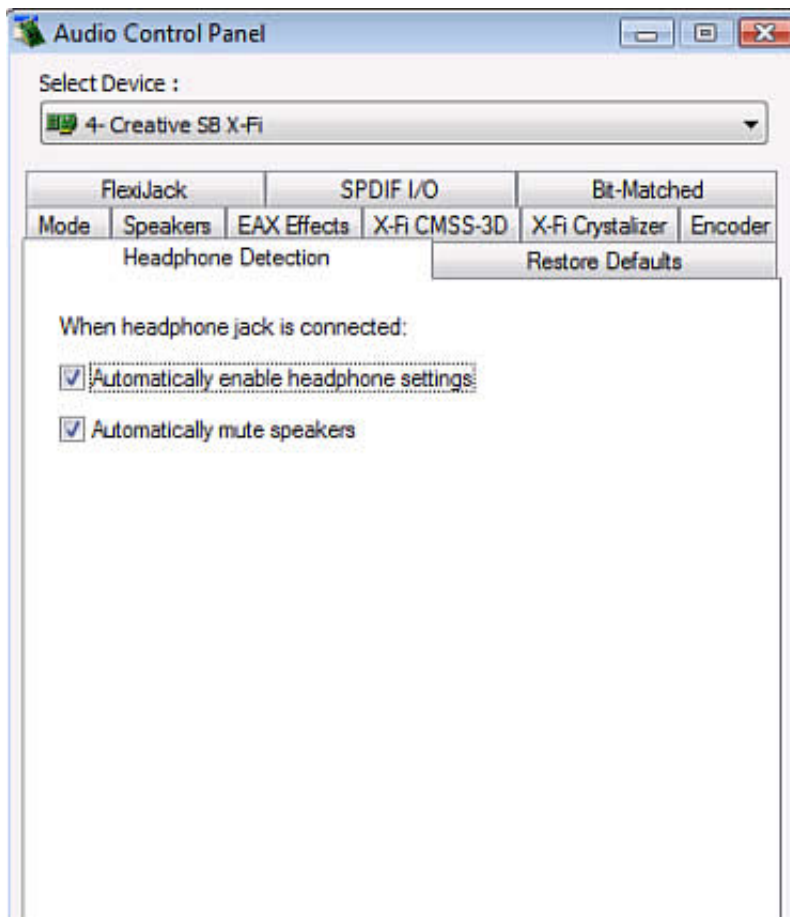 Audio Control Panel
Select Device :
4- Creative SB X-Fi
FlexiJack SPDIF I/O Bit-Matched
Mode Speakers EAX Effects X-Fi CMSS-3D X-Fi Crystalizer Encoder
Headphone Detection Restore Defaults
When headphone jack is connected:
Automatically enable headphone settings
Automatically mute speakers